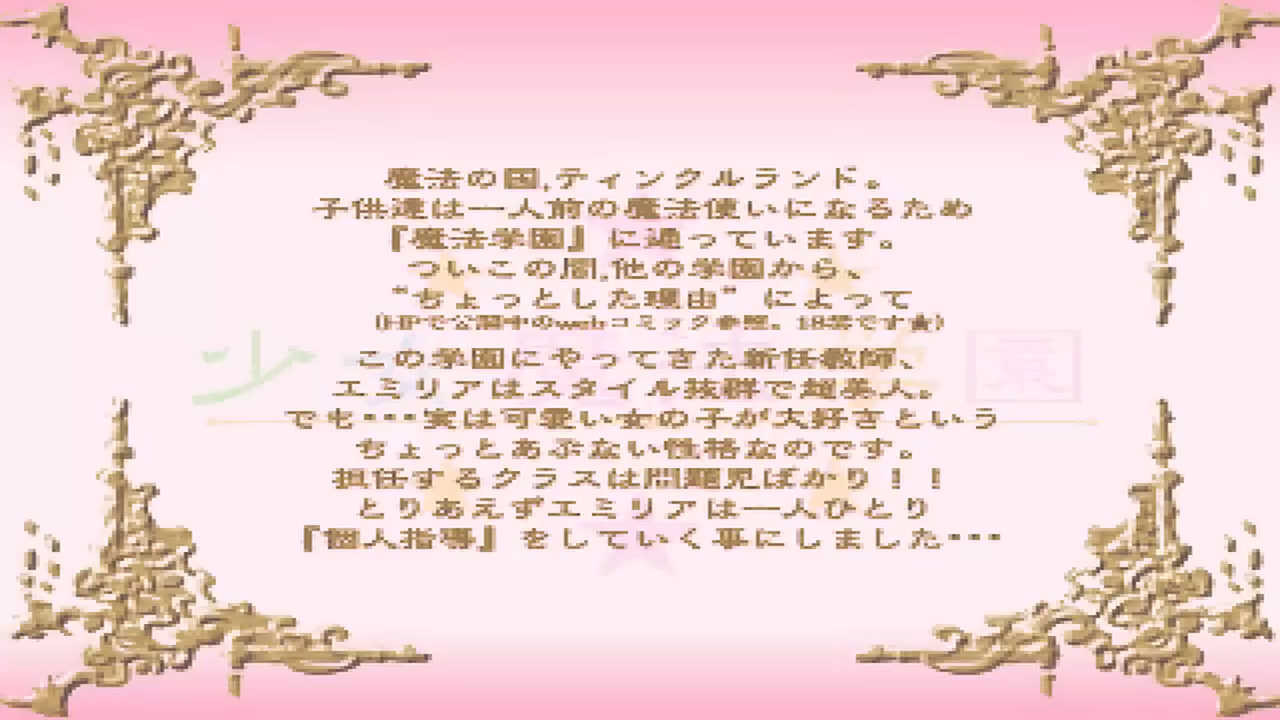 魔法の国,ティンクルランド。
子供達は一人前の魔法使いになるため
『魔法学園』に通っています。
ついこの間,他の学園から、
“ちょっとした理由”によって
(HPで公開中のwebコミック参照。18禁です★)
この学園にやってきた新任教師、
エミリアはスタイル抜群で超美人。
でも・・・実は可愛い女の子が大好きという
ちょっとあぶない性格なのです。
担任するクラスは問題児ばかり！！
とりあえずエミリアは一人ひとり
『個人指導』をしていく事にしました・・・